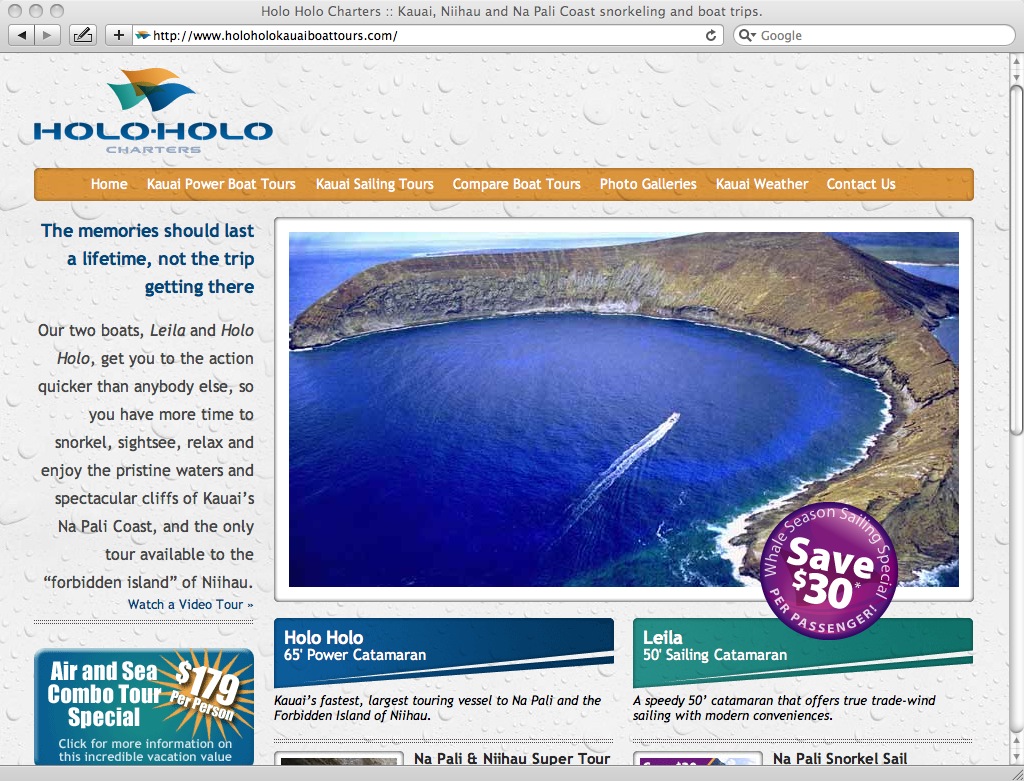 Holo Holo Charters :: Kauai, Niihau and Na Pali Coast snorkeling and boat trips.
http://www.holoholokauaiboattours.com/
Google
HOLO·HOLO
CHARTERS
Home Kauai Power Boat Tours Kauai Sailing Tours Compare Boat Tours Photo Galleries Kauai Weather Contact Us
The memories should last
a lifetime, not the trip
getting there
Our two boats, Leila and Holo
Holo, get you to the action
quicker than anybody else, so
you have more time to
snorkel, sightsee, relax and
enjoy the pristine waters and
spectacular cliffs of Kauai’s
Na Pali Coast, and the only
tour available to the
“forbidden island” of Niihau.
Watch a Video Tour »
Air and Sea
Combo Tour
Special
$179
Per Person
Click for more information on
this incredible vacation value
Whale Season Sailing Special
Save
$30*
PER PASSENGER!
Holo Holo
65' Power Catamaran
Kauai’s fastest, largest touring vessel to Na Pali and the
Forbidden Island of Niihau.
Na Pali & Niihau Super Tour
Leila
50' Sailing Catamaran
A speedy 50’ catamaran that offers true trade-wind
sailing with modern conveniences.
Na Pali Snorkel Sail